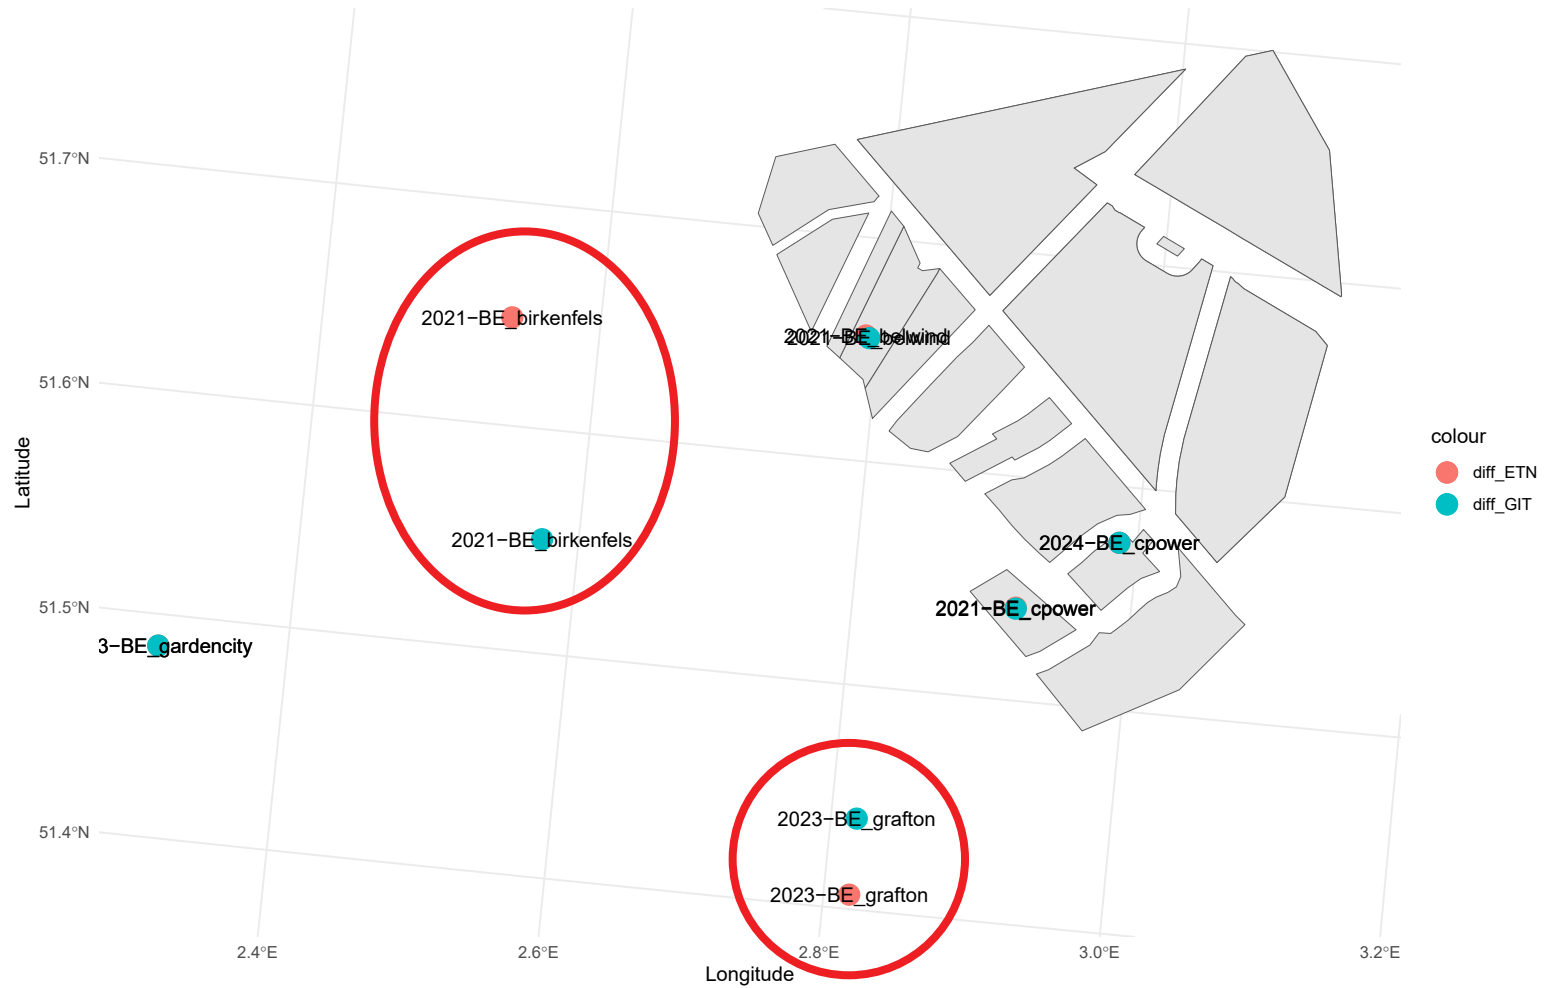 51.7°N
51.6°N
51.5°N
51.4°N
Latitude
2021−BE_birkenfels
2021−BE_belwind
2021−BE_belwind
2021−BE_birkenfels
2024−BE_cpower
2021−BE_cpower
3−BE_gardencity
2023−BE_grafton
2023−BE_grafton
2.4°E
2.6°E
2.8°E
3.0°E
3.2°E
Longitude
colour
diff_ETN
diff_GIT